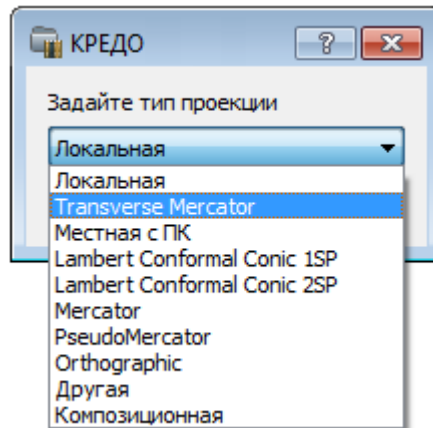 КРЕДО
Задайте тип проекции
Локальная
Локальная
Transverse Mercator
Местная с ПК
Lambert Conformal Conic 1SP
Lambert Conformal Conic 2SP
Mercator
PseudoMercator
Orthographic
Другая
Композиционная